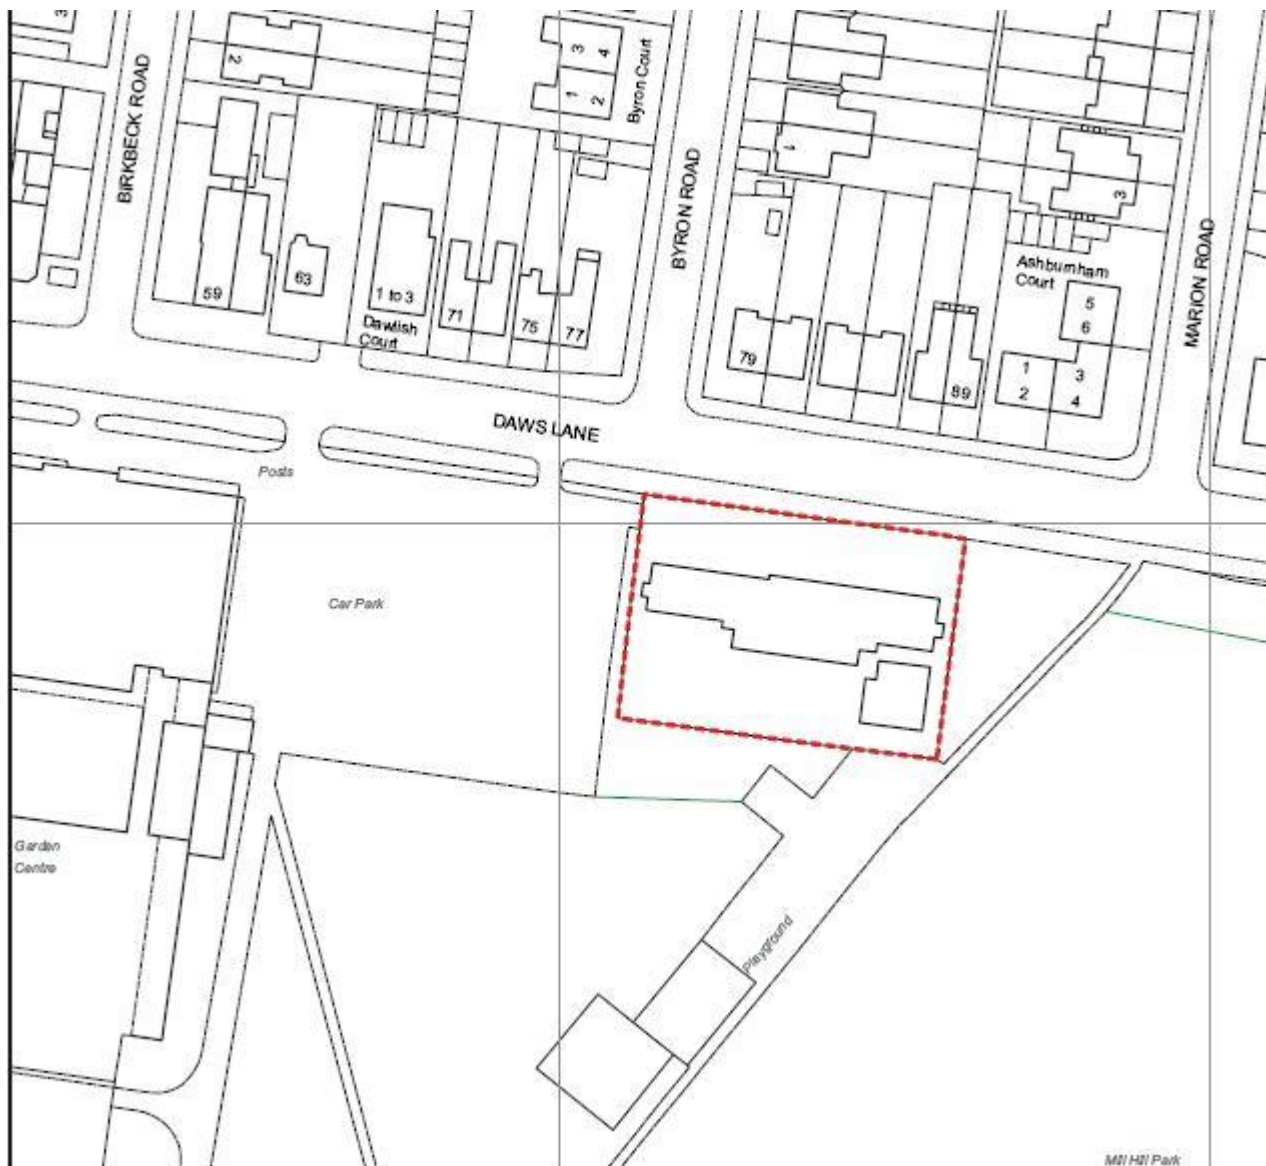 3
BIRKBECK ROAD
2
3
4
1
2
Byron Court
BYRON ROAD
1
3
MARION ROAD
59
63
1 to 3
Dawlish
Court
71
75
77
79
89
Ashburnham
Court
5
6
1
2
3
4
DAWS LANE
Posts
Car Park
Garden
Centre
Playground
Mill Hill Park